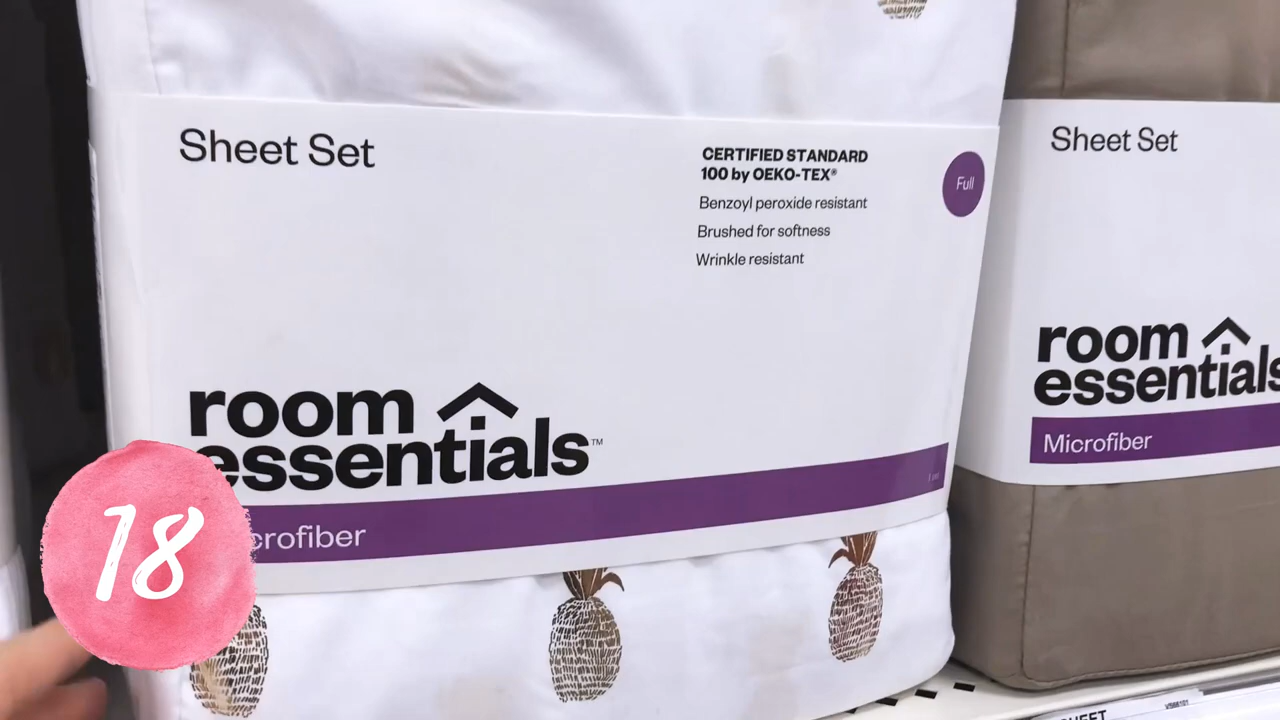 Sheet Set
CERTIFIED STANDARD
100 by OEKO-TEX®
Benzoyl peroxide resistant
Brushed for softness
Wrinkle resistant
Full
room
essentials™
crofiber
18
Sheet Set
room
essentials
Microfiber
SHEET